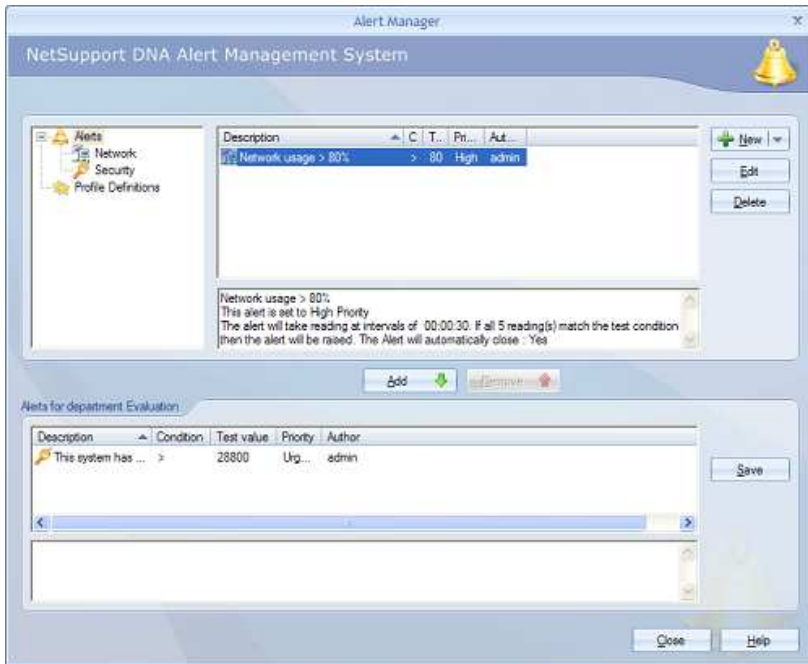 Alert Manager
NetSupport DNA Alert Management System
Alerts
Network
Security
Profile Definitions
Description C T.. Pri... Aut...
Network usage > 80% > 80 High admin
New
Edit
Delete
Network usage > 80%
This alert is set to High Priority
The alert will take reading at intervals of 00:00:30. If all 5 reading(s) match the test condition
then the alert will be raised. The Alert will automatically close : Yes
Add Remove
Alerts for department Evaluation
Description Condition Test value Priority Author
This system has ... > 28800 Urg... admin
Save
Close Help